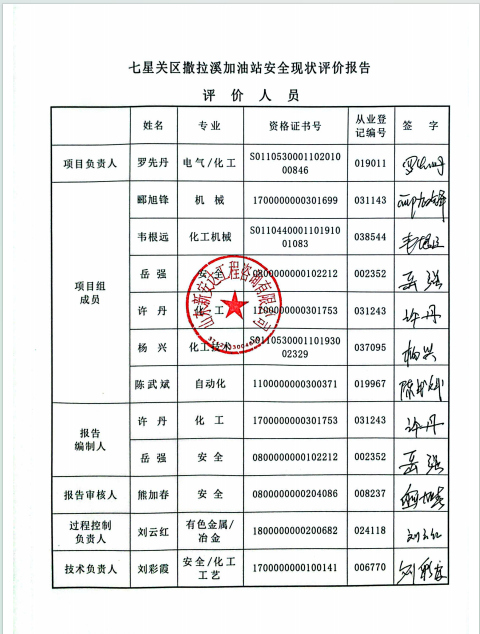 七星关区撒拉溪加油站安全现状评价报告
评价人员
姓名 专业 资格证书号 从业登记编号 签字
项目负责人 罗先丹 电气/化工 S011053000110201000846 019011 罗先丹
项目组成员 郦旭锋 机械 1700000000301699 031143 郦旭锋
韦根远 化工机械 S011044000110191001083 038544 韦根远
岳强 安全 0800000000102212 002352 岳强
许丹 化工 1700000000301753 031243 许丹
杨兴 化工技术 S011053000110193002329 037095 杨兴
陈武斌 自动化 1100000000300371 019967 陈武斌
报告编制人 许丹 化工 1700000000301753 031243 许丹
岳强 安全 0800000000102212 002352 岳强
报告审核人 熊加春 安全 0800000000204086 008237 熊加春
过程控制负责人 刘云红 有色金属/冶金 1800000000200682 024118 刘云红
技术负责人 刘彩霞 安全/化工工艺 1700000000100141 006770 刘彩霞
山东新安达工程咨询有限公司